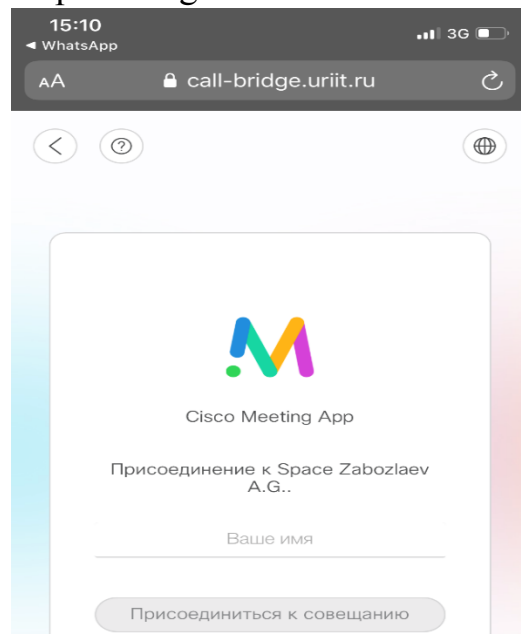 15:10
3G
◄ WhatsApp
AA
call-bridge.uriit.ru
?
Cisco Meeting App
Присоединение к Space Zabozlaev
A.G..
Ваше имя
Присоединиться к совещанию